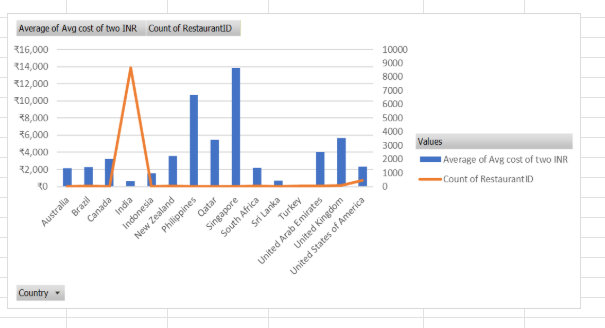 Average of Avg cost of two INR Count of RestaurantID
₹16,000
₹14,000
₹12,000
₹10,000
₹8,000
₹6,000
₹4,000
₹2,000
₹0
10000
9000
8000
7000
6000
5000
4000
3000
2000
1000
0
Australia
Brazil
Canada
India
Indonesia
New Zealand
Philippines
Qatar
Singapore
South Africa
Sri Lanka
Turkey
United Arab Emirates
United Kingdom
United States of America
Values
Average of Avg cost of two INR
Count of RestaurantID
Country